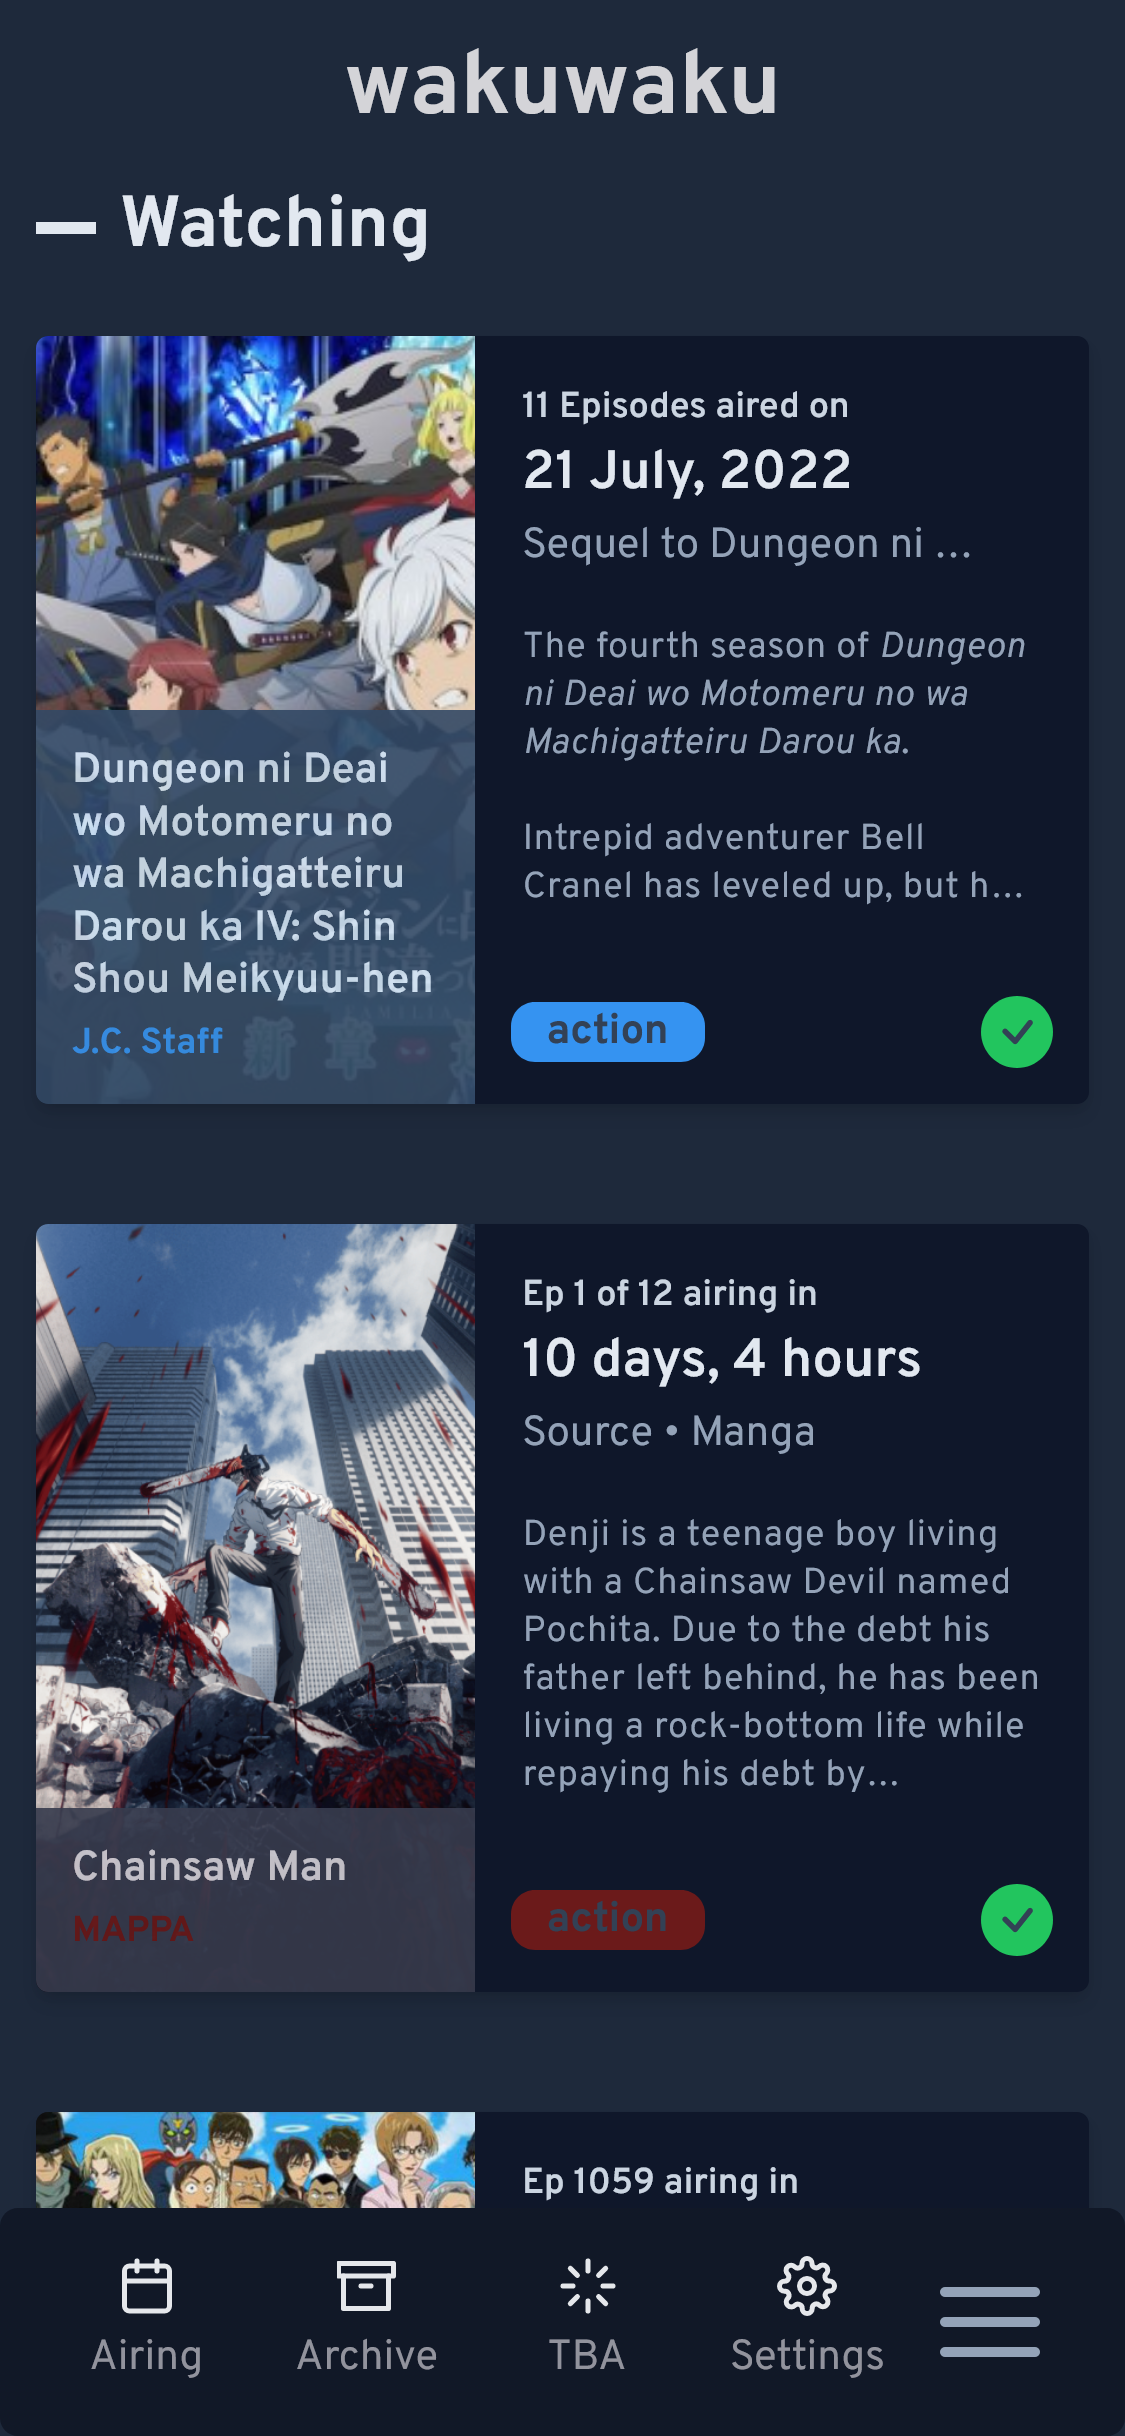 wakuwaku
Watching
11 Episodes aired on
21 July, 2022
Sequel to Dungeon ni ...
The fourth season of Dungeon
ni Deai wo Motomeru no wa
Machigatteiru Darou ka.
Intrepid adventurer Bell
Cranel has leveled up, but h...
action
Dungeon ni Deai
wo Motomeru no
wa Machigatteiru
Darou ka IV: Shin
Shou Meikyuu-hen
J.C. Staff
新章
FAMILIA
Ep 1 of 12 airing in
10 days, 4 hours
Source • Manga
Denji is a teenage boy living
with a Chainsaw Devil named
Pochita. Due to the debt his
father left behind, he has been
living a rock-bottom life while
repaying his debt by...
action
Chainsaw Man
MAPPA
Ep 1059 airing in
Airing
Archive
TBA
Settings